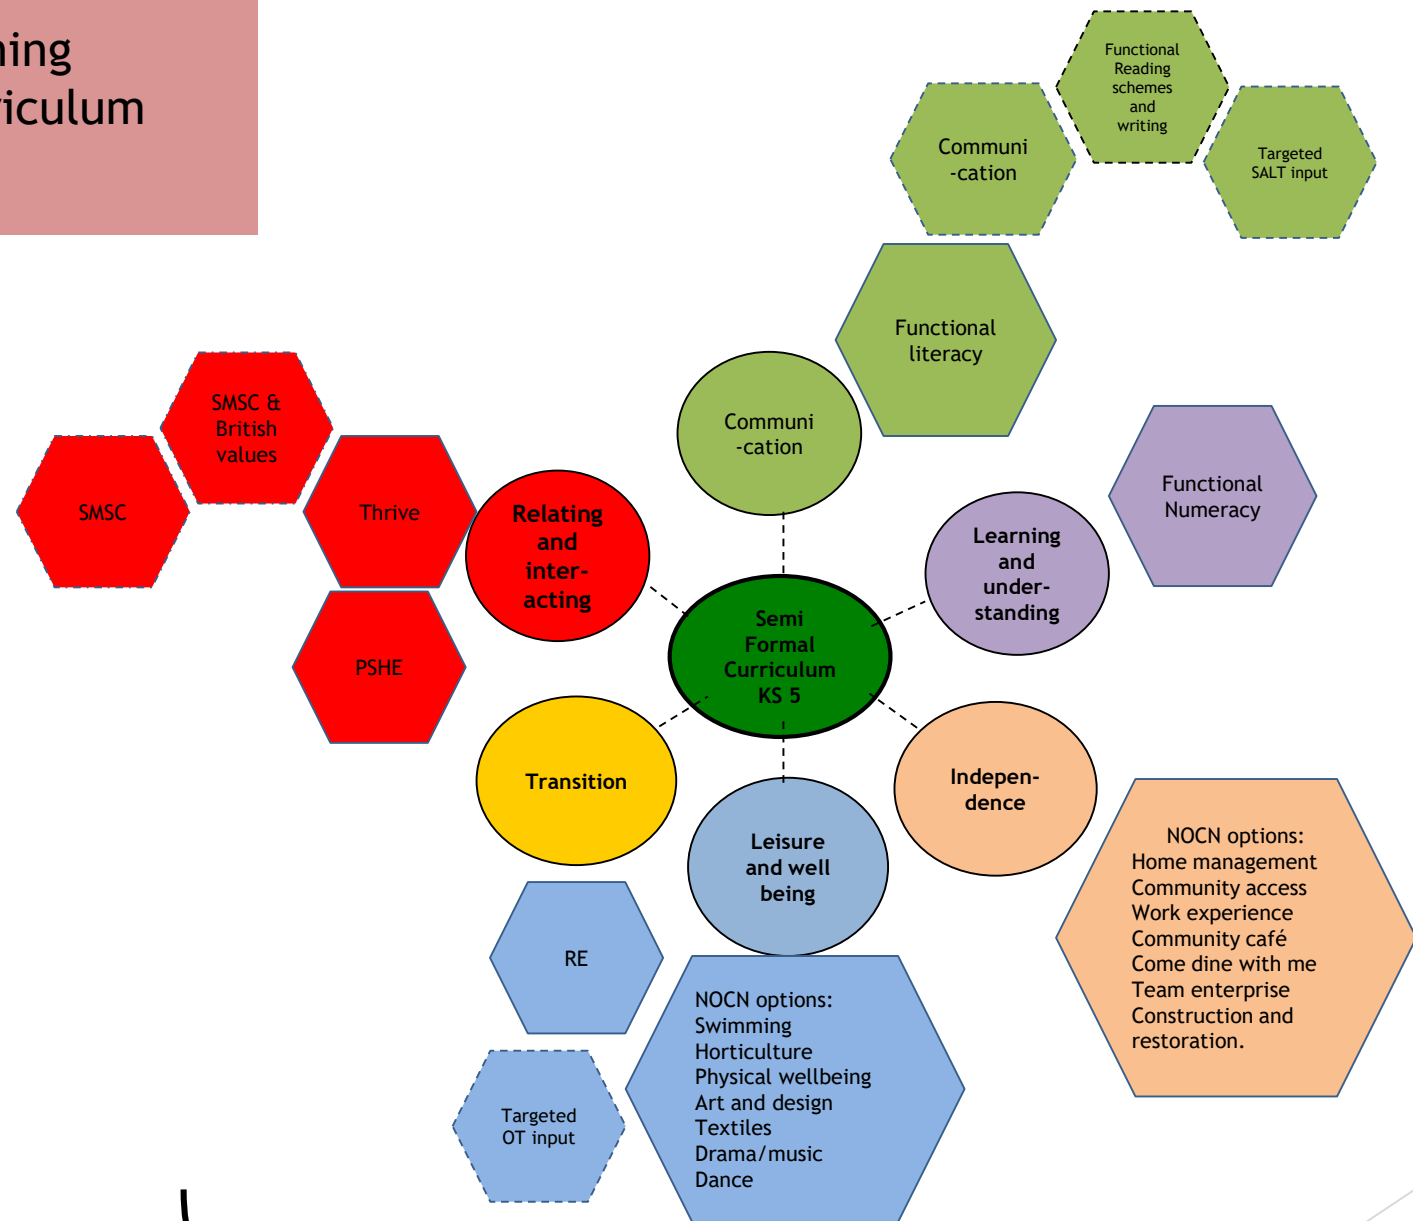 Functional
Reading
schemes
and
writing
Communi
-cation
Targeted
SALT input
Functional
literacy
SMSC &
British
values
Communi
-cation
SMSC
Thrive
Relating
and
inter-
acting
Functional
Numeracy
Learning
and
under-
standing
Semi
Formal
Curriculum
KS 5
PSHE
Transition
Indepen-
dence
Leisure
and well
being
NOCN options:
Home management
Community access
Work experience
Community café
Come dine with me
Team enterprise
Construction and
restoration.
RE
NOCN options:
Swimming
Horticulture
Physical wellbeing
Art and design
Textiles
Drama/music
Dance
Targeted
OT input